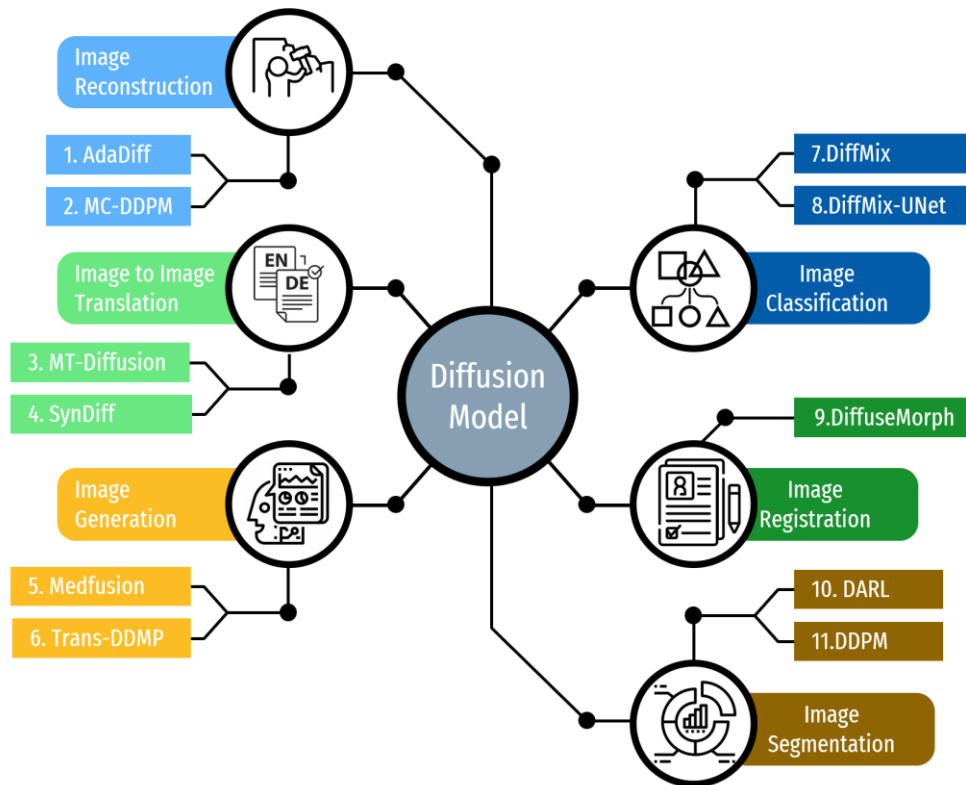 Image
Reconstruction
1. AdaDiff
2. MC-DDPM
Image to Image
Translation
EN
DE
3. MT-Diffusion
4. SynDiff
Image
Generation
5. Medfusion
6. Trans-DDMP
Diffusion
Model
7.DiffMix
8.DiffMix-UNet
Image
Classification
9.DiffuseMorph
Image
Registration
10. DARL
11.DDPM
Image
Segmentation